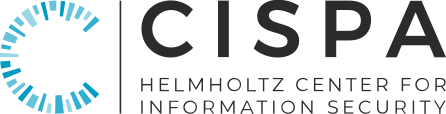 CISPA
HELMHOLTZ CENTER FOR
INFORMATION SECURITY